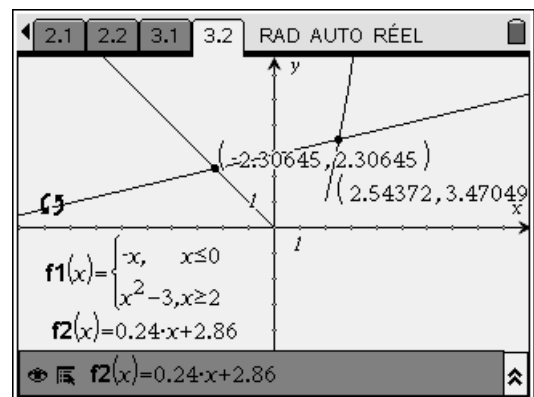 2.1 2.2 3.1 3.2 RAD AUTO RÉEL
y
(-2.30645,2.30645)
1 (2.54372,3.47049
x
1
f1(x)={-x, x≤0
x²-3,x≥2
f2(x)=0.24·x+2.86
f2(x)=0.24·x+2.86